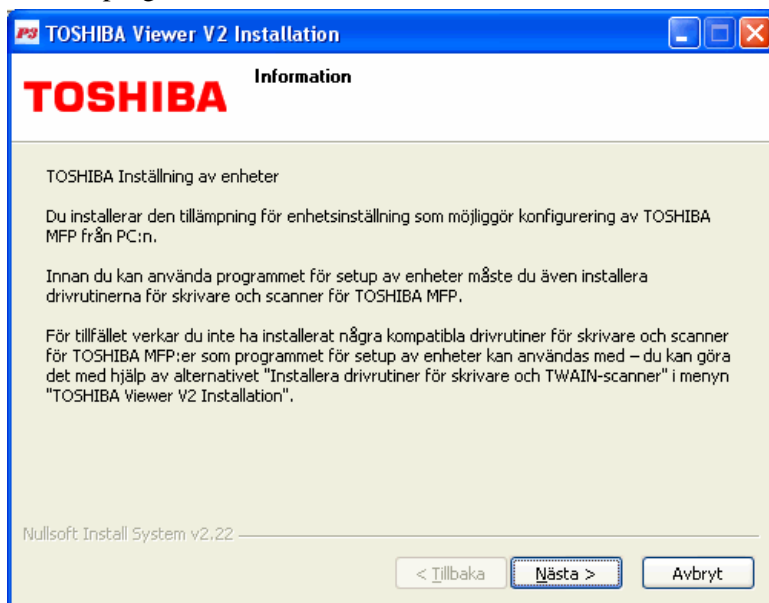 TOSHIBA Viewer V2 Installation
TOSHIBA
Information
TOSHIBA Inställning av enheter
Du installerar den tillämpning för enhetsinställning som möjliggör konfigurering av TOSHIBA
MFP från PC:n.
Innan du kan använda programmet för setup av enheter måste du även installera
drivrutinerna för skrivare och scanner för TOSHIBA MFP.
För tillfället verkar du inte ha installerat några kompatibla drivrutiner för skrivare och scanner
för TOSHIBA MFP:er som programmet för setup av enheter kan användas med – du kan göra
det med hjälp av alternativet "Installera drivrutiner för skrivare och TWAIN-scanner" i menyn
"TOSHIBA Viewer V2 Installation".
Nullsoft Install System v2.22
< Tillbaka
Nästa >
Avbryt